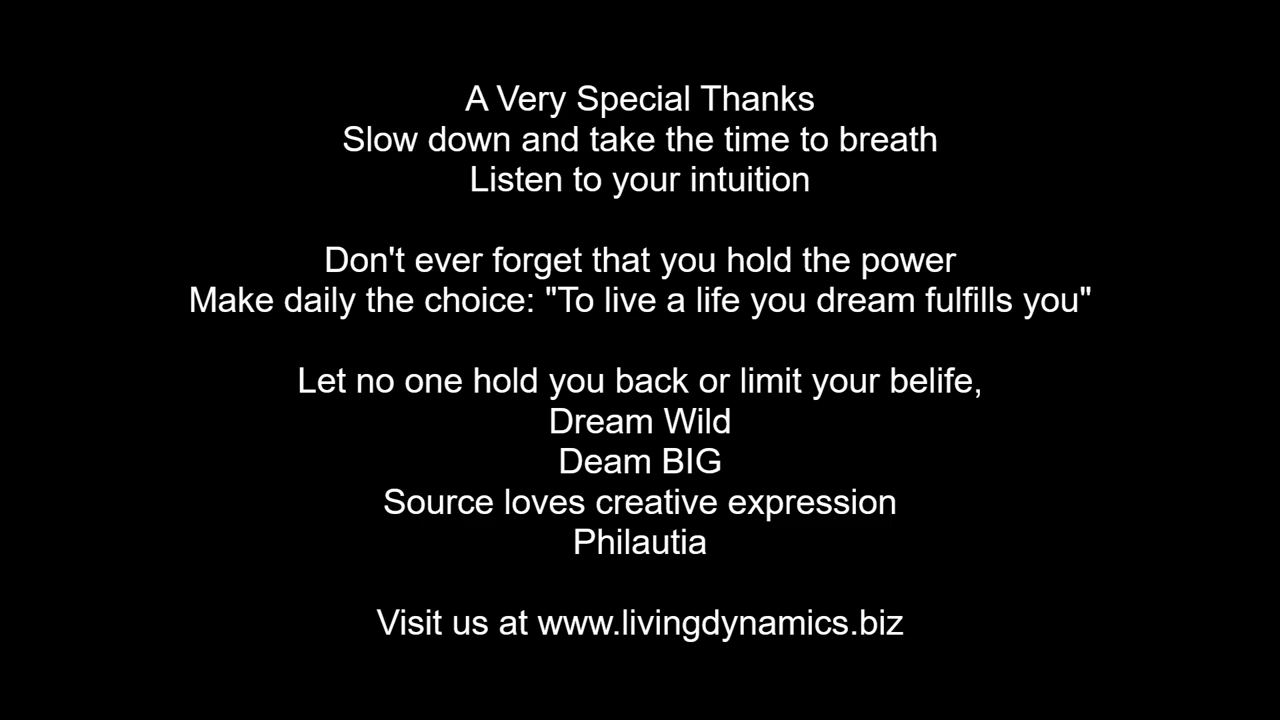 A Very Special Thanks
Slow down and take the time to breath
Listen to your intuition
Don't ever forget that you hold the power
Make daily the choice: "To live a life you dream fulfills you"
Let no one hold you back or limit your belife,
Dream Wild
Deam BIG
Source loves creative expression
Philautia
Visit us at www.livingdynamics.biz